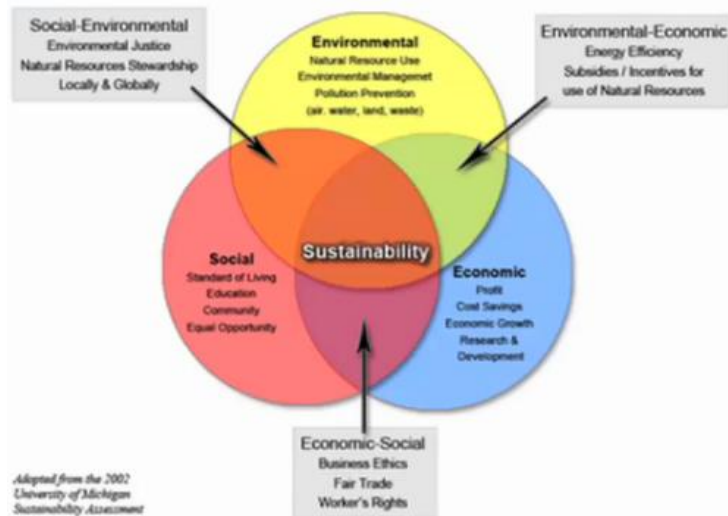 Social-Environmental
Environmental Justice
Natural Resources Stewardship
Locally & Globally
Environmental
Natural Resource Use
Environmental Managemet
Pollution Prevention
(air. water, land, waste)
Environmental-Economic
Energy Efficiency
Subsidies / Incentives for
use of Natural Resources
Sustainability
Social
Standard of Living
Education
Community
Equal Opportunity
Economic
Profit
Cost Savings
Economic Growth
Research &
Development
Economic-Social
Business Ethics
Fair Trade
Worker's Rights
Adapted from the 2002
University of Michigan
Sustainability Assessment